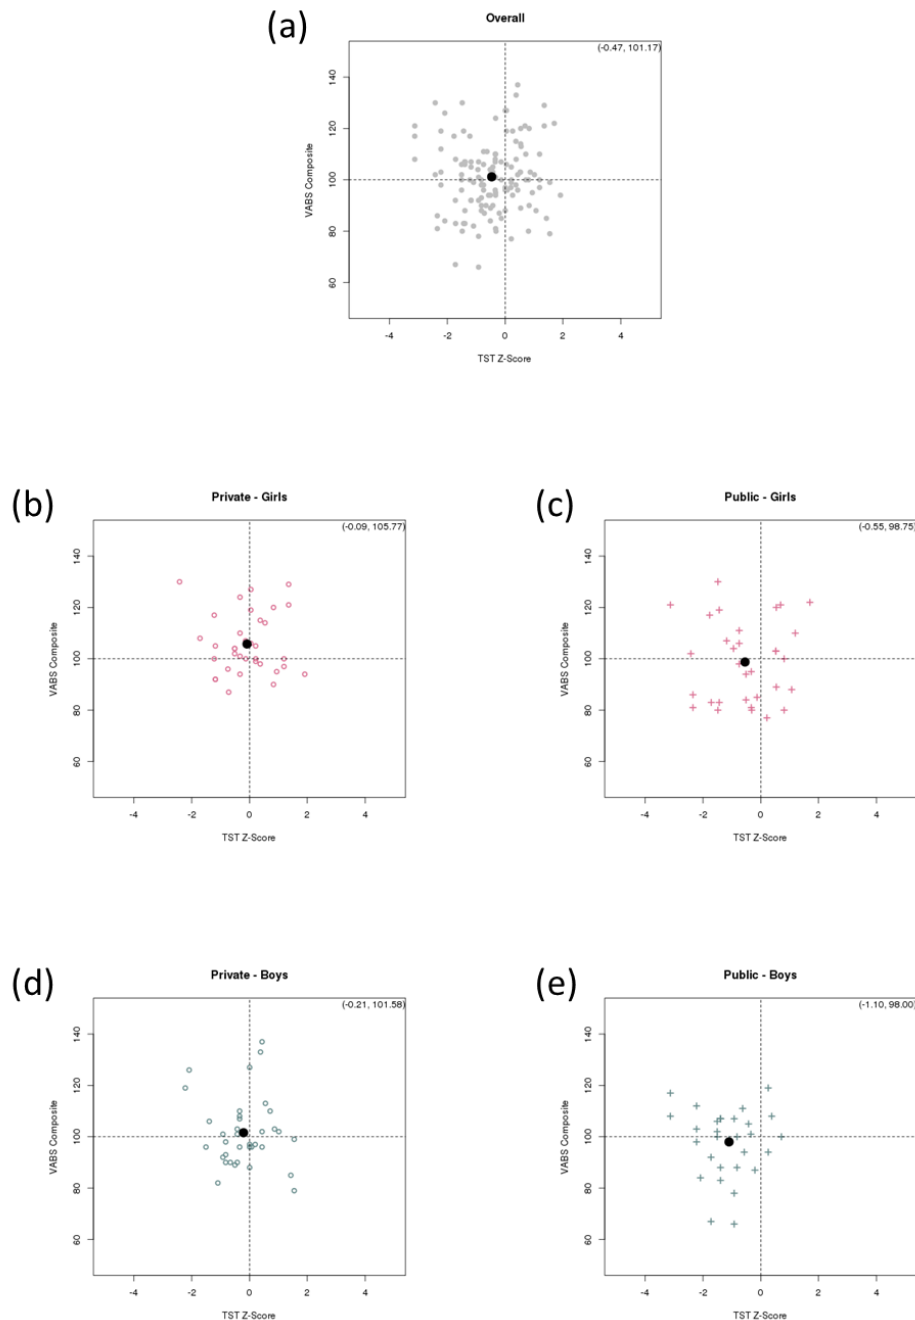 (a)
Overall
(-0.47, 101.17)
VABS Composite
140
120
100
80
60
-4
-2
0
2
4
TST Z-Score
(b)
Private - Girls
(-0.09, 105.77)
VABS Composite
140
120
100
80
60
-4
-2
0
2
4
TST Z-Score
(c)
Public - Girls
(-0.55, 98.75)
VABS Composite
140
120
100
80
60
-4
-2
0
2
4
TST Z-Score
(d)
Private - Boys
(-0.21, 101.58)
VABS Composite
140
120
100
80
60
-4
-2
0
2
4
TST Z-Score
(e)
Public - Boys
(-1.10, 98.00)
VABS Composite
140
120
100
80
60
-4
-2
0
2
4
TST Z-Score